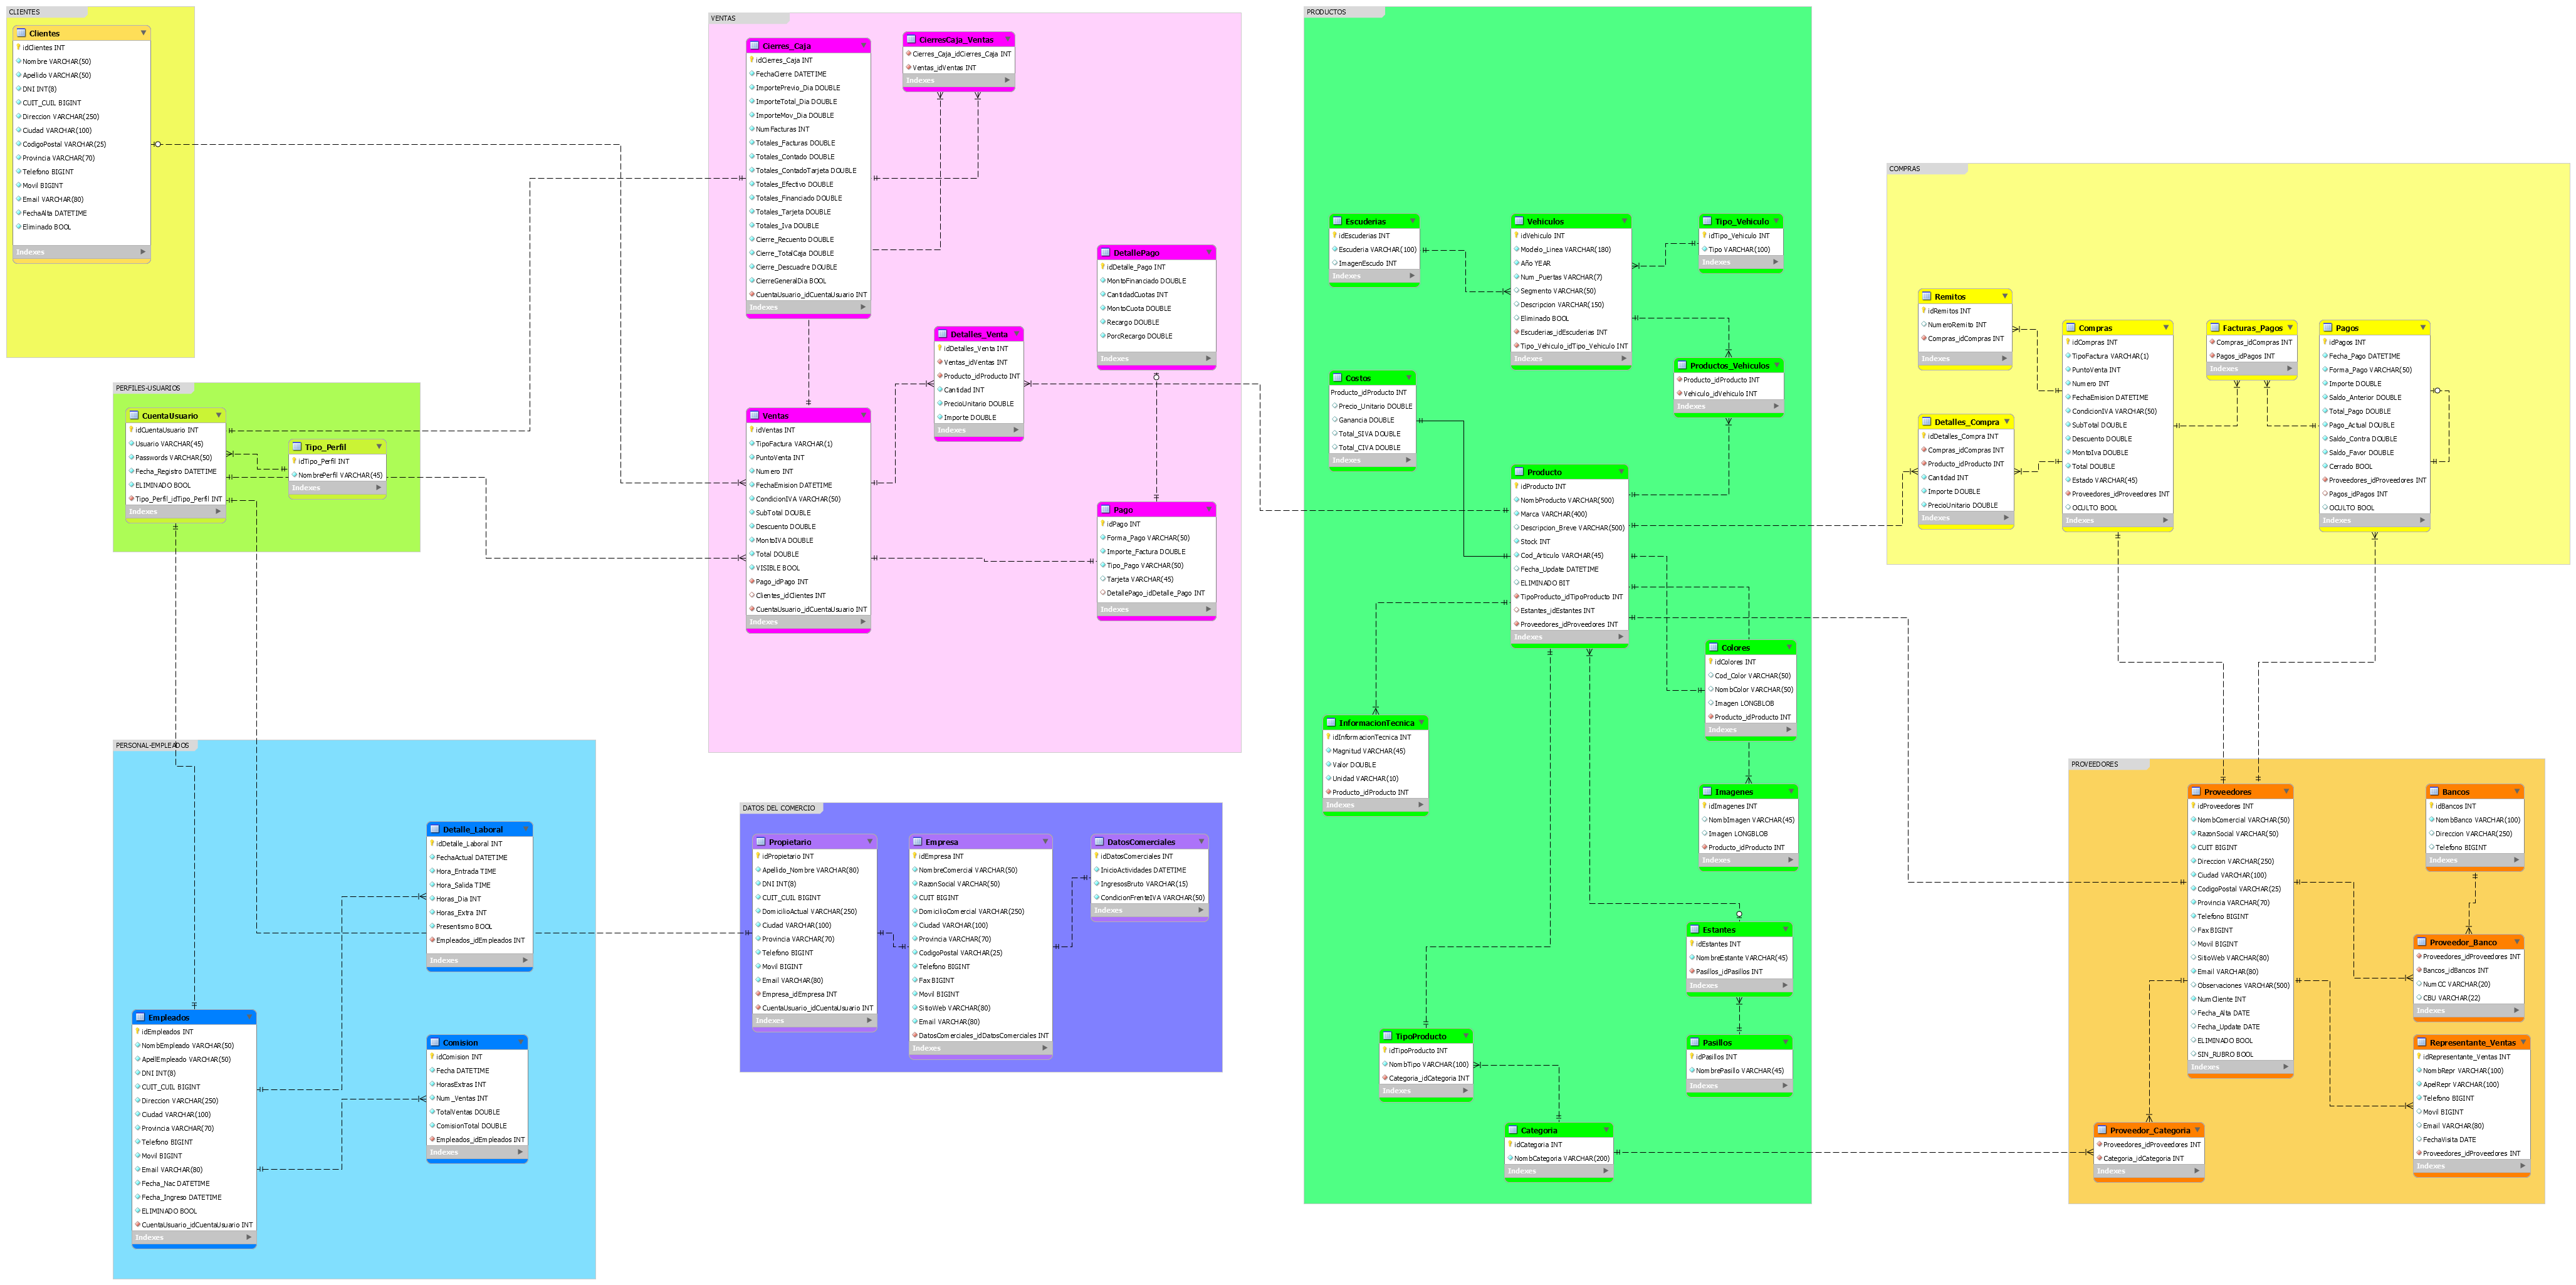 CLIENTES
Clientes
idClientes INT
Nombre VARCHAR(50)
Apellido VARCHAR(50)
DNI INT(8)
CUIT_CUIL BIGINT
Direccion VARCHAR(250)
Ciudad VARCHAR(100)
CodigoPostal VARCHAR(25)
Provincia VARCHAR(70)
Telefono BIGINT
Movil BIGINT
Email VARCHAR(80)
FechaAlta DATETIME
Eliminado BOOL
Indexes
PERFILES-USUARIOS
CuentaUsuario
idCuentaUsuario INT
Usuario VARCHAR(45)
Passwords VARCHAR(50)
Fecha_Registro DATETIME
ELIMINADO BOOL
Tipo_Perfil_idTipo_Perfil INT
Indexes
Tipo_Perfil
idTipo_Perfil INT
NombrePerfil VARCHAR(45)
Indexes
PERSONAL-EMPLEADOS
Detalle_Laboral
idDetalle_Laboral INT
FechaActual DATETIME
Hora_Entrada TIME
Hora_Salida TIME
Horas_Dia INT
Horas_Extra INT
Presentismo BOOL
Empleados_idEmpleados INT
Indexes
Empleados
idEmpleados INT
NombEmpleado VARCHAR(50)
ApellEmpleado VARCHAR(50)
DNI INT(8)
CUIT_CUIL BIGINT
Direccion VARCHAR(250)
Ciudad VARCHAR(100)
Provincia VARCHAR(70)
Telefono BIGINT
Movil BIGINT
Email VARCHAR(80)
Fecha_Nac DATETIME
Fecha_Ingreso DATETIME
ELIMINADO BOOL
CuentaUsuario_idCuentaUsuario INT
Indexes
Comision
idComision INT
Fecha DATETIME
HorasExtras INT
Num_Ventas INT
TotalVentas DOUBLE
ComisionTotal DOUBLE
Empleados_idEmpleados INT
Indexes
VENTAS
Cierres_Caja
idCierres_Caja INT
FechaCierre DATETIME
ImportePrevio_Dia DOUBLE
ImporteTotal_Dia DOUBLE
ImporteMov_Dia DOUBLE
NumFacturas INT
Totales_Facturas DOUBLE
Totales_Contado DOUBLE
Totales_ContadoTarjeta DOUBLE
Totales_Efectivo DOUBLE
Totales_Financiado DOUBLE
Totales_Tarjeta DOUBLE
Totales_Iva DOUBLE
Cierre_Recuento DOUBLE
Cierre_TotalCaja DOUBLE
Cierre_Descuadre DOUBLE
CierreGeneralDia BOOL
CuentaUsuario_idCuentaUsuario INT
Indexes
CierresCaja_Ventas
Cierres_Caja_idCierres_Caja INT
Ventas_idVentas INT
Indexes
DetallePago
idDetalle_Pago INT
MontoFinanciado DOUBLE
CantidadCuotas INT
MontoCuota DOUBLE
Recargo DOUBLE
PorcRecargo DOUBLE
Indexes
Detalles_Venta
idDetalles_Venta INT
Ventas_idVentas INT
Producto_idProducto INT
Cantidad INT
PrecioUnitario DOUBLE
Importe DOUBLE
Indexes
Ventas
idVentas INT
TipoFactura VARCHAR(1)
PuntoVenta INT
Numero INT
FechaEmision DATETIME
CondicionIVA VARCHAR(50)
SubTotal DOUBLE
Descuento DOUBLE
MontoIVA DOUBLE
Total DOUBLE
VISIBLE BOOL
Pago_idPago INT
Clientes_idClientes INT
CuentaUsuario_idCuentaUsuario INT
Indexes
Pago
idPago INT
Forma_Pago VARCHAR(50)
Importe_Factura DOUBLE
Tipo_Pago VARCHAR(50)
Tarjeta VARCHAR(45)
DetallePago_idDetalle_Pago INT
Indexes
DATOS DEL COMERCIO
Propietario
idPropietario INT
Apellido_Nombre VARCHAR(80)
DNI INT(8)
CUIT_CUIL BIGINT
DomicilioActual VARCHAR(250)
Ciudad VARCHAR(100)
Provincia VARCHAR(70)
Telefono BIGINT
Movil BIGINT
Email VARCHAR(80)
Empresa_idEmpresa INT
CuentaUsuario_idCuentaUsuario INT
Indexes
Empresa
idEmpresa INT
NombreComercial VARCHAR(50)
RazonSocial VARCHAR(50)
CUIT BIGINT
DomicilioComercial VARCHAR(250)
Ciudad VARCHAR(100)
Provincia VARCHAR(70)
CodigoPostal VARCHAR(25)
Telefono BIGINT
Fax BIGINT
Movil BIGINT
SitioWeb VARCHAR(80)
Email VARCHAR(80)
DatosComerciales_idDatosComerciales INT
Indexes
DatosComerciales
idDatosComerciales INT
InicioActividades DATETIME
IngresosBruto VARCHAR(15)
CondicionFrenteIVA VARCHAR(50)
Indexes
PRODUCTOS
Escuderias
idEscuderias INT
Escuderia VARCHAR(100)
ImagenEscudo INT
Indexes
Vehiculos
idVehiculo INT
Modelo_Linea VARCHAR(180)
Año YEAR
Num_Puertas VARCHAR(7)
Segmento VARCHAR(50)
Descripcion VARCHAR(150)
Eliminado BOOL
Escuderias_idEscuderias INT
Tipo_Vehiculo_idTipo_Vehiculo INT
Indexes
Tipo_Vehiculo
idTipo_Vehiculo INT
Tipo VARCHAR(100)
Indexes
Costos
Producto_idProducto INT
Precio_Unitario DOUBLE
Ganancia DOUBLE
Total_SIVA DOUBLE
Total_CIVA DOUBLE
Indexes
Productos_Vehiculos
Producto_idProducto INT
Vehiculo_idVehiculo INT
Indexes
Producto
idProducto INT
NombProducto VARCHAR(500)
Marca VARCHAR(400)
Descripcion_Breve VARCHAR(500)
Stock INT
Cod_Articulo VARCHAR(45)
Fecha_Update DATETIME
ELIMINADO BIT
TipoProducto_idTipoProducto INT
Estantes_idEstantes INT
Proveedores_idProveedores INT
Indexes
Colores
idColores INT
Cod_Color VARCHAR(50)
NombColor VARCHAR(50)
Imagen LONGBLOB
Producto_idProducto INT
Indexes
InformacionTecnica
idInformacionTecnica INT
Magnitud VARCHAR(45)
Valor DOUBLE
Unidad VARCHAR(10)
Producto_idProducto INT
Indexes
Imagenes
idImagenes INT
NombImagen VARCHAR(45)
Imagen LONGBLOB
Producto_idProducto INT
Indexes
Estantes
idEstantes INT
NombreEstante VARCHAR(45)
Pasillos_idPasillos INT
Indexes
TipoProducto
idTipoProducto INT
NombTipo VARCHAR(100)
Categoria_idCategoria INT
Indexes
Pasillos
idPasillos INT
NombrePasillo VARCHAR(45)
Indexes
Categoria
idCategoria INT
NombCategoria VARCHAR(200)
Indexes
COMPRAS
Remitos
idRemitos INT
NumeroRemito INT
Compras_idCompras INT
Indexes
Compras
idCompras INT
TipoFactura VARCHAR(1)
PuntoVenta INT
Numero INT
FechaEmision DATETIME
CondicionIVA VARCHAR(50)
SubTotal DOUBLE
Descuento DOUBLE
MontoIva DOUBLE
Total DOUBLE
Estado VARCHAR(45)
Proveedores_idProveedores INT
OCULTO BOOL
Indexes
Facturas_Pagos
Compras_idCompras INT
Pagos_idPagos INT
Indexes
Pagos
idPagos INT
Fecha_Pago DATETIME
Forma_Pago VARCHAR(50)
Importe DOUBLE
Saldo_Anterior DOUBLE
Total_Pago DOUBLE
Pago_Actual DOUBLE
Saldo_Contra DOUBLE
Saldo_Favor DOUBLE
Cerrado BOOL
Proveedores_idProveedores INT
Pagos_idPagos INT
OCULTO BOOL
Indexes
Detalles_Compra
idDetalles_Compra INT
Compras_idCompras INT
Producto_idProducto INT
Cantidad INT
Importe DOUBLE
PrecioUnitario DOUBLE
Indexes
PROVEEDORES
Proveedores
idProveedores INT
NombComercial VARCHAR(50)
RazonSocial VARCHAR(50)
CUIT BIGINT
Direccion VARCHAR(250)
Ciudad VARCHAR(100)
CodigoPostal VARCHAR(25)
Provincia VARCHAR(70)
Telefono BIGINT
Fax BIGINT
Movil BIGINT
SitioWeb VARCHAR(80)
Email VARCHAR(80)
Observaciones VARCHAR(500)
NumCliente INT
Fecha_Alta DATE
Fecha_Update DATE
ELIMINADO BOOL
SIN_RUBRO BOOL
Indexes
Bancos
idBancos INT
NombBanco VARCHAR(100)
Direccion VARCHAR(250)
Telefono BIGINT
Indexes
Proveedor_Banco
Proveedores_idProveedores INT
Bancos_idBancos INT
NumCC VARCHAR(20)
CBU VARCHAR(22)
Indexes
Representante_Ventas
idRepresentante_Ventas INT
NombRepr VARCHAR(100)
ApelRepr VARCHAR(100)
Telefono BIGINT
Movil BIGINT
Email VARCHAR(80)
FechaVisita DATE
Proveedores_idProveedores INT
Indexes
Proveedor_Categoria
Proveedores_idProveedores INT
Categoria_idCategoria INT
Indexes